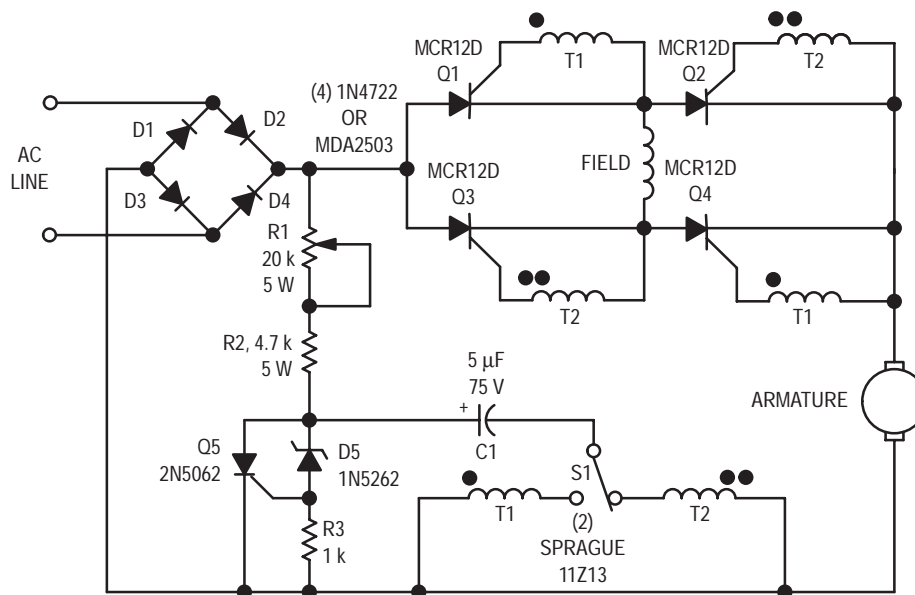 MCR12D
Q1
T1
MCR12D
Q2
T2
(4) 1N4722
OR
MDA2503
D1
D2
AC
LINE
D3
D4
MCR12D
Q3
FIELD
MCR12D
Q4
R1
20 k
5 W
T2
T1
R2, 4.7 k
5 W
5 μF
75 V
+
C1
ARMATURE
Q5
2N5062
D5
1N5262
S1
T1
T2
(2)
SPRAGUE
11Z13
R3
1 k